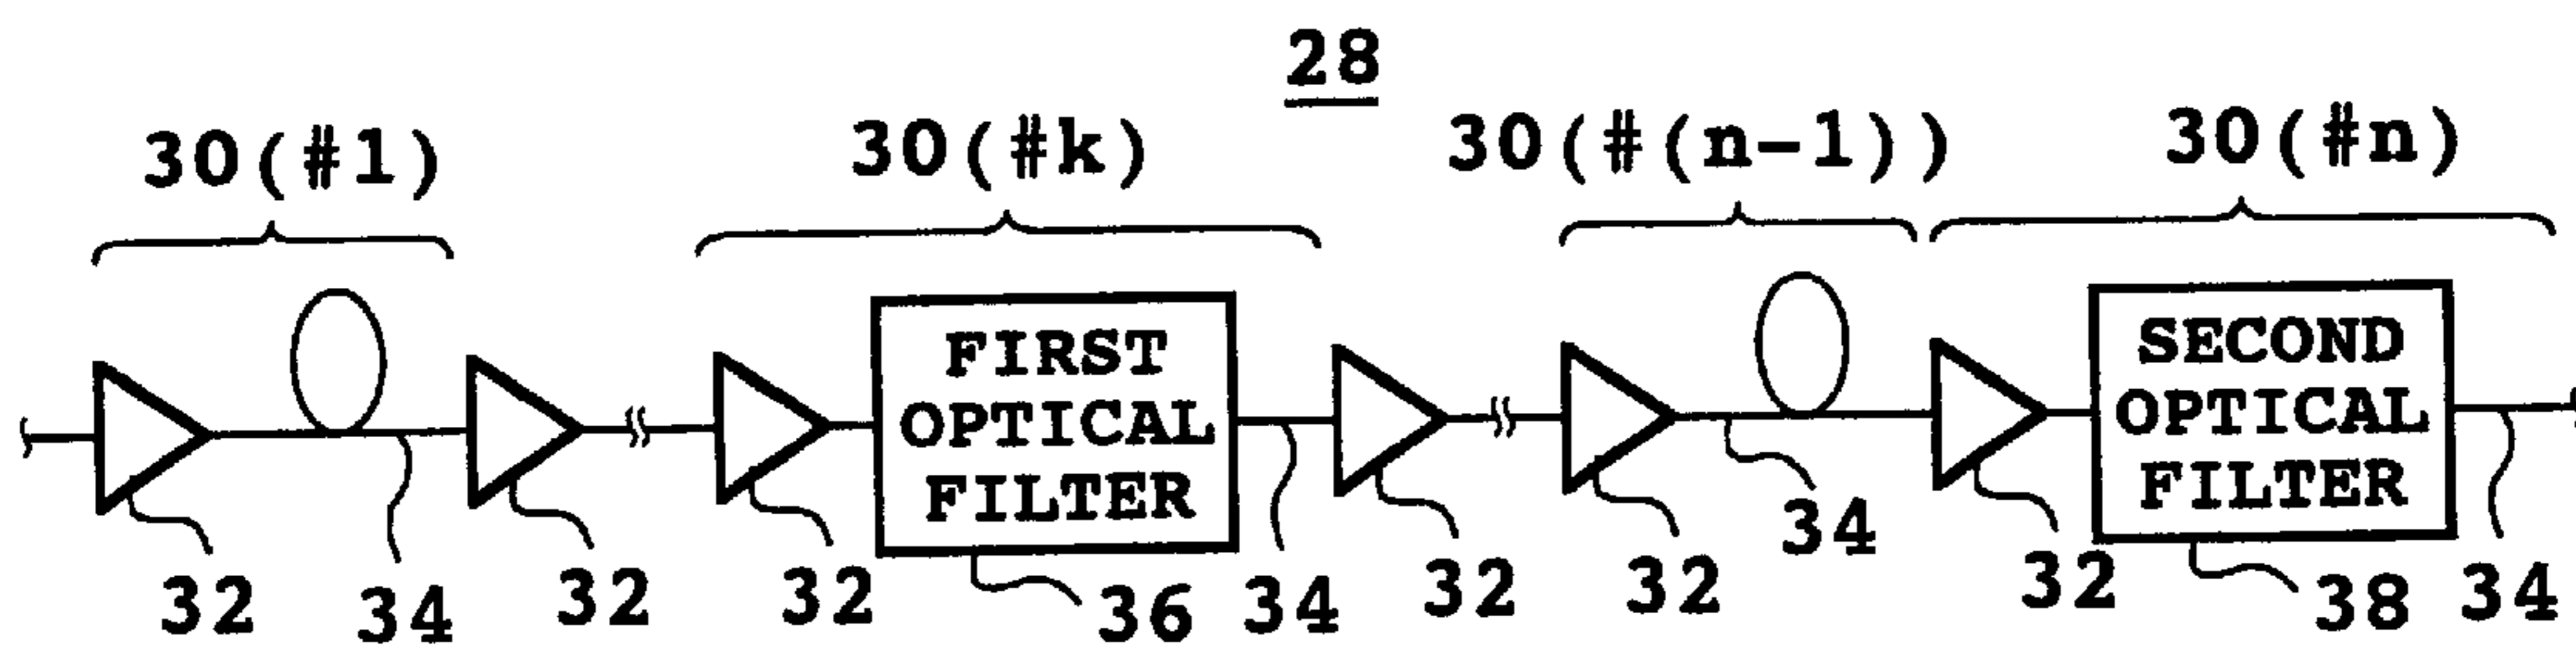 28
30(#1) 30(#k) 30(#(n-1)) 30(#n)
FIRST
OPTICAL
FILTER
SECOND
OPTICAL
FILTER
32 34 32 32 36 34 32 32 34 32 38 34